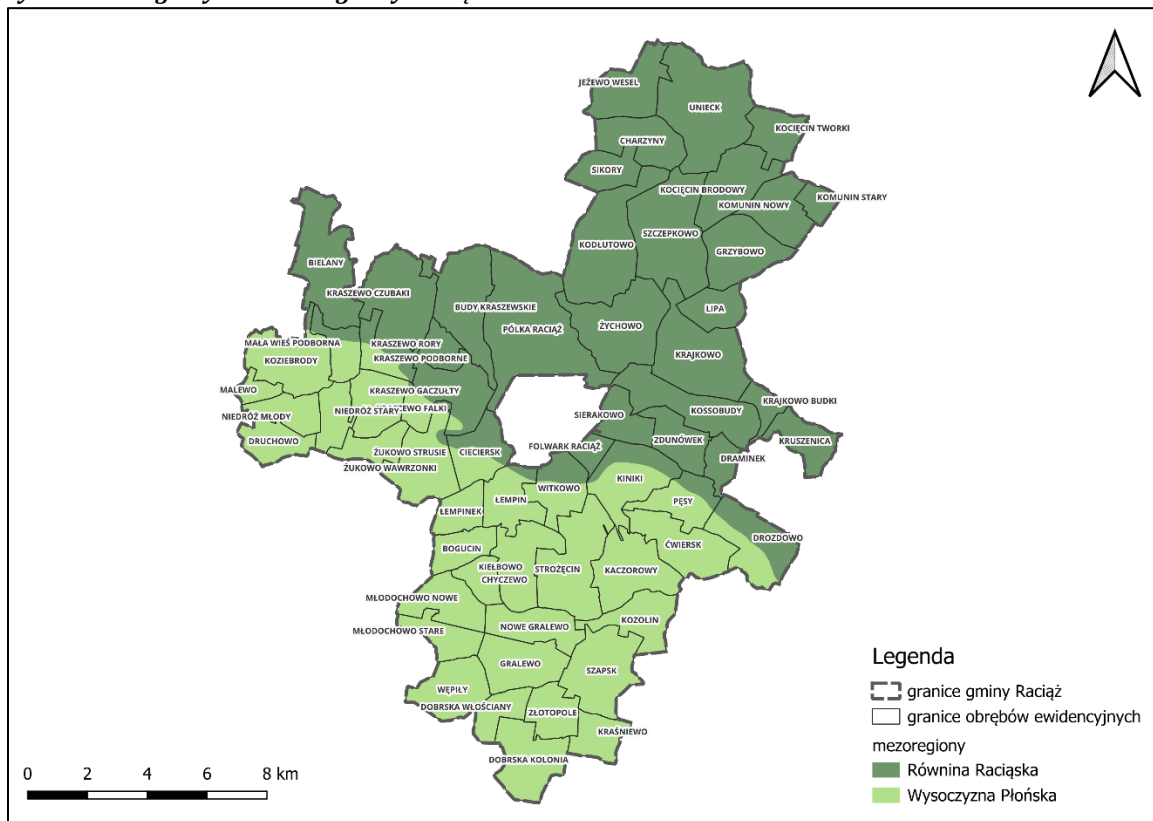 JEŻEWO WESEL
UNIECK
KOCIĘCIN TWORKI
CHARZYNY
SIKORY
KOCIĘCIN BRODOWY
KOMUNIN STARY
KOMUNIN NOWY
SZCZEPKOWO
KODŁUTOWO
GRZYBOWO
BIELANY
KRASZEWO CZUBAKI
BUDY KRASZEWSKIE
LIPA
PÓLKA RACIĄŻ
ŻYCHOWO
MAŁA WIEŚ PODBORNA
KRASZEWO RORY
KOZIEBRODY
KRASZEWO PODBORNE
KRAJKOWO
MALEWO
KRASZEWO GACZUŁTY
KRAJKOWO BUDKI
NIEDRÓŻ STARY
KRASZEWO FALKI
NIEDRÓŻ MŁODY
SIERAKOWO
KOSSOBUDY
DRUCHOWO
ZDUNÓWEK
KRUSZENICA
FOLWARK RACIĄŻ
ŻUKOWO STRUSIE
CIECIERSK
DRAMINEK
ŻUKOWO WAWRZONKI
KINIKI
WITKOWO
ŁEMPIN
PĘSY
ŁEMPINEK
DROZDOWO
ĆWIERSK
BOGUCIN
KIEŁBOWO
STROŻĘCIN
KACZOROWY
CHYCZEWO
MŁODOCHOWO NOWE
KOZOLIN
NOWE GRALEWO
MŁODOCHOWO STARE
GRALEWO
SZAPSK
WĘPIŁY
DOBRSKA WŁOŚCIANY
ZŁOTOPOLE
KRAŚNIEWO
DOBRSKA KOLONIA
Legenda
granice gminy Raciąż
granice obrębów ewidencyjnych
mezoregiony
Równina Raciąska
Wysoczyzna Płońska
0 2 4 6 8 km